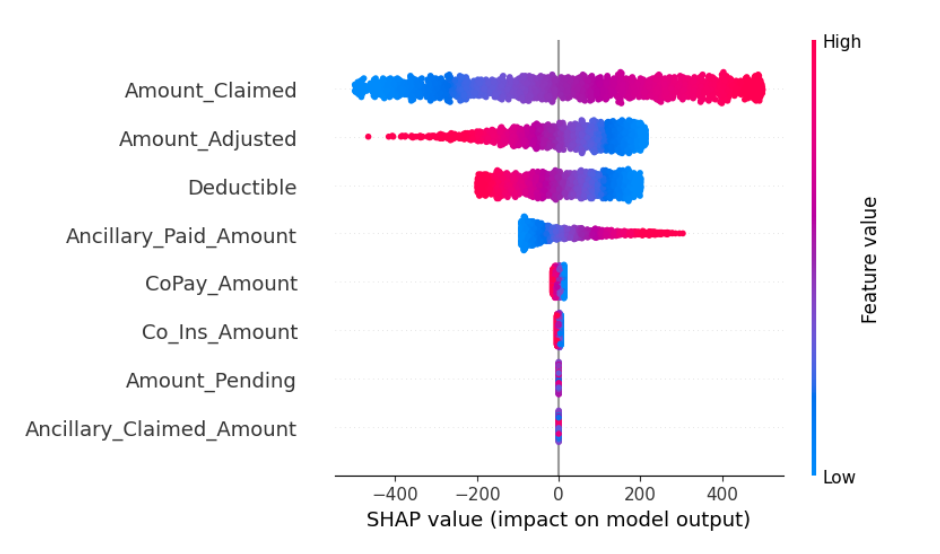 High
Amount_Claimed
Amount_Adjusted
Deductible
Ancillary_Paid_Amount
CoPay_Amount
Co_Ins_Amount
Amount_Pending
Ancillary_Claimed_Amount
Feature value
Low
−400 −200 0 200 400
SHAP value (impact on model output)